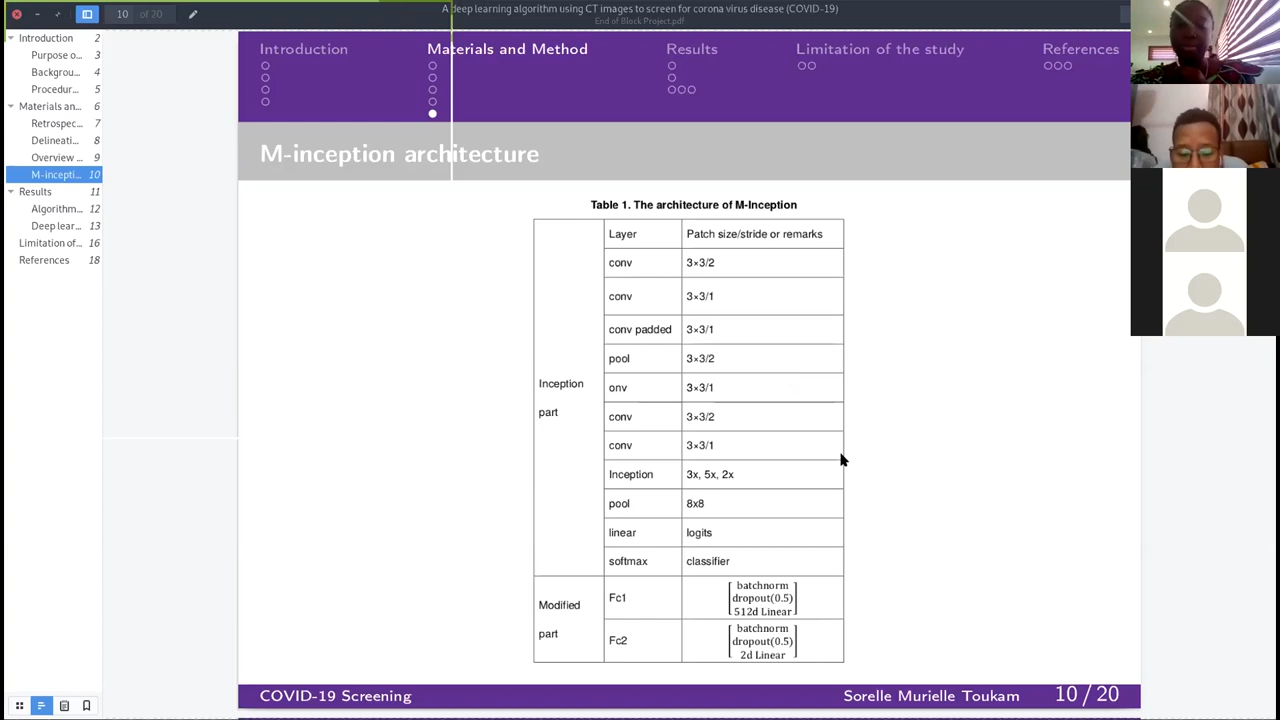 10 of 20
A deep learning algorithm using CT images to screen for corona virus disease (COVID-19)
End of Block Project.pdf
Introduction 2
Purpose o... 3
Backgrou... 4
Procedur... 5
Materials an... 6
Retrospec... 7
Delineati... 8
Overview ... 9
M-incepti... 10
Results 11
Algorithm... 12
Deep lear... 13
Limitation of... 16
References 18
Introduction Materials and Method Results Limitation of the study References
M-inception architecture
Table 1. The architecture of M-Inception
Layer Patch size/stride or remarks
conv 3×3/2
conv 3×3/1
conv padded 3×3/1
pool 3×3/2
Inception
part
onv 3×3/1
conv 3×3/2
conv 3×3/1
Inception 3x, 5x, 2x
pool 8x8
linear logits
softmax classifier
Modified
part
Fc1
batchnorm
dropout(0.5)
512d Linear
Fc2
batchnorm
dropout(0.5)
2d Linear
COVID-19 Screening Sorelle Murielle Toukam 10 / 20